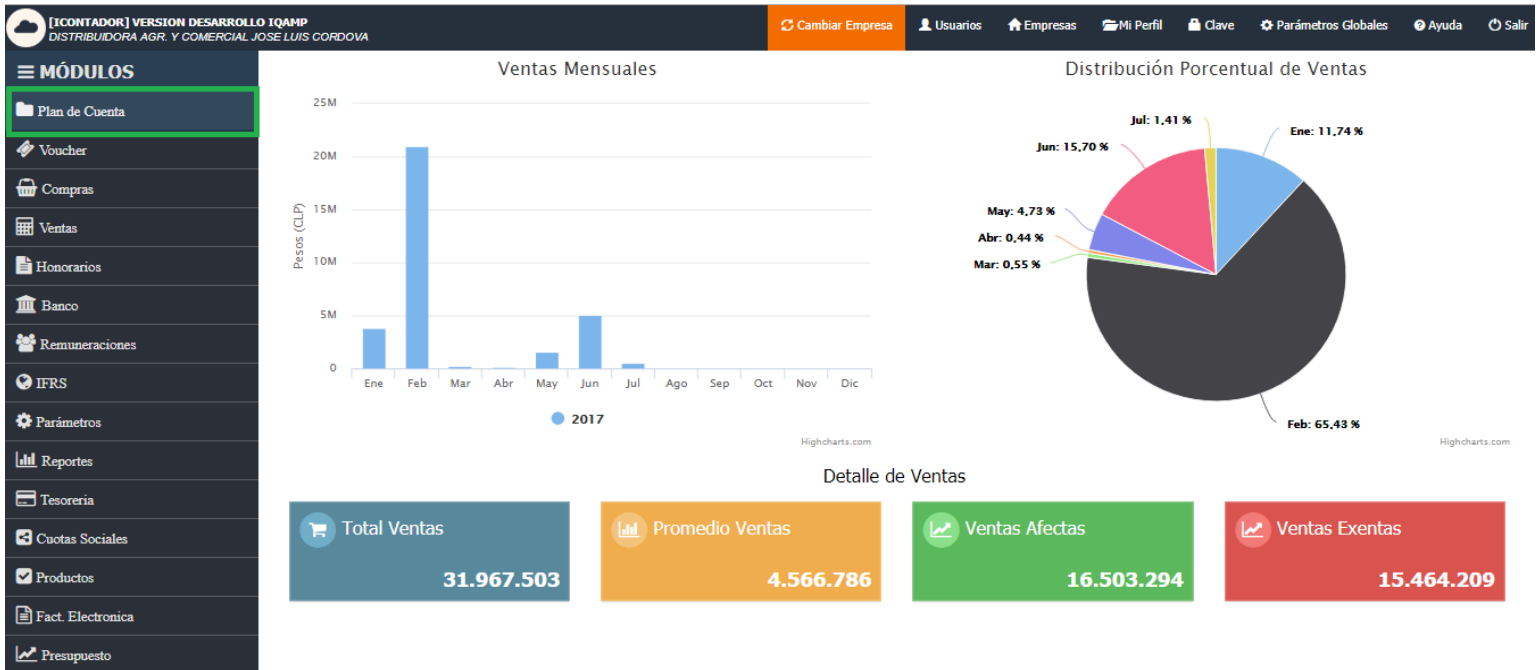 [ICONTADOR] VERSION DESARROLLO IQAMP
DISTRIBUIDORA AGR. Y COMERCIAL JOSE LUIS CORDOVA
Cambiar Empresa
Usuarios
Empresas
Mi Perfil
Clave
Parámetros Globales
Ayuda
Salir
MÓDULOS
Plan de Cuenta
Voucher
Compras
Ventas
Honorarios
Banco
Remuneraciones
IFRS
Parámetros
Reportes
Tesoreria
Cuotas Sociales
Productos
Fact. Electronica
Presupuesto
Ventas Mensuales
Pesos (CLP)
25M
20M
15M
10M
5M
0
Ene Feb Mar Abr May Jun Jul Ago Sep Oct Nov Dic
2017
Highcharts.com
Distribución Porcentual de Ventas
Jul: 1,41 %
Ene: 11,74 %
Jun: 15,70 %
May: 4,73 %
Abr: 0,44 %
Mar: 0,55 %
Feb: 65,43 %
Highcharts.com
Detalle de Ventas
Total Ventas
31.967.503
Promedio Ventas
4.566.786
Ventas Afectas
16.503.294
Ventas Exentas
15.464.209